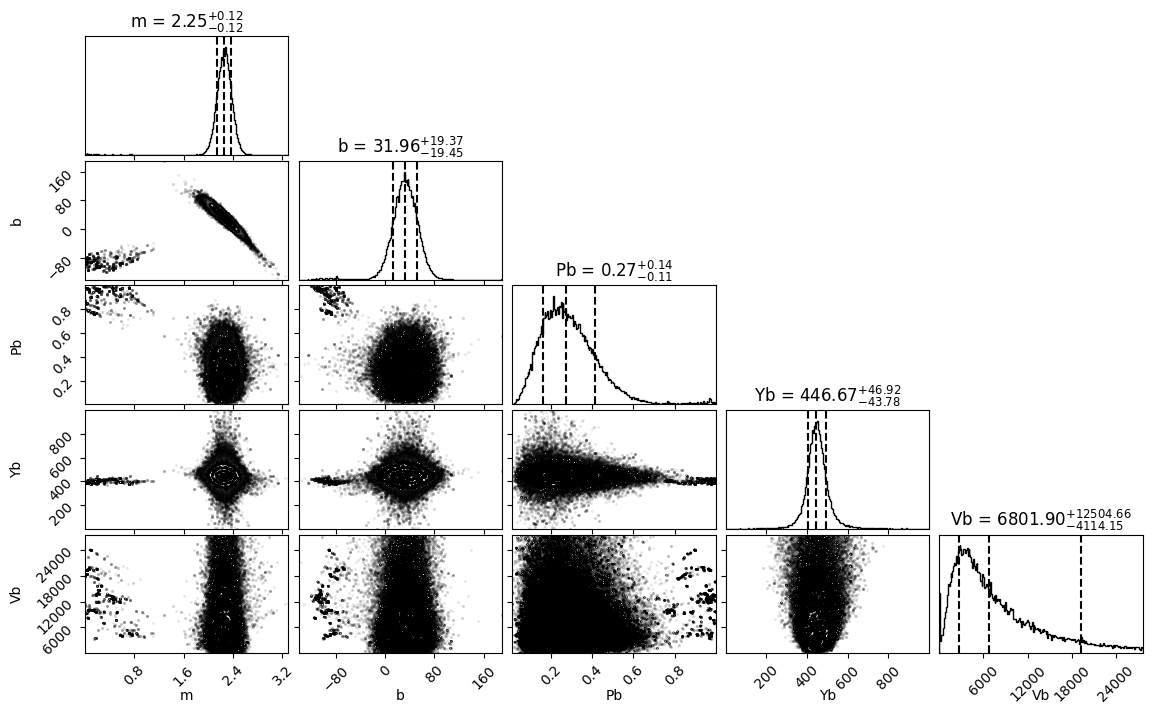 m = 2.25+0.12 −0.12
b = 31.96+19.37 −19.45
Pb = 0.27+0.14 −0.11
Yb = 446.67+46.92 −43.78
Vb = 6801.90+12504.66 −4114.15
b
160
80
0
−80
Pb
0.8
0.6
0.4
0.2
Yb
800
600
400
200
Vb
24000
18000
12000
6000
0.8
1.6
2.4
3.2
m
−80
0
80
160
b
0.2
0.4
0.6
0.8
Pb
200
400
600
800
Yb
6000
12000
18000
24000
Vb